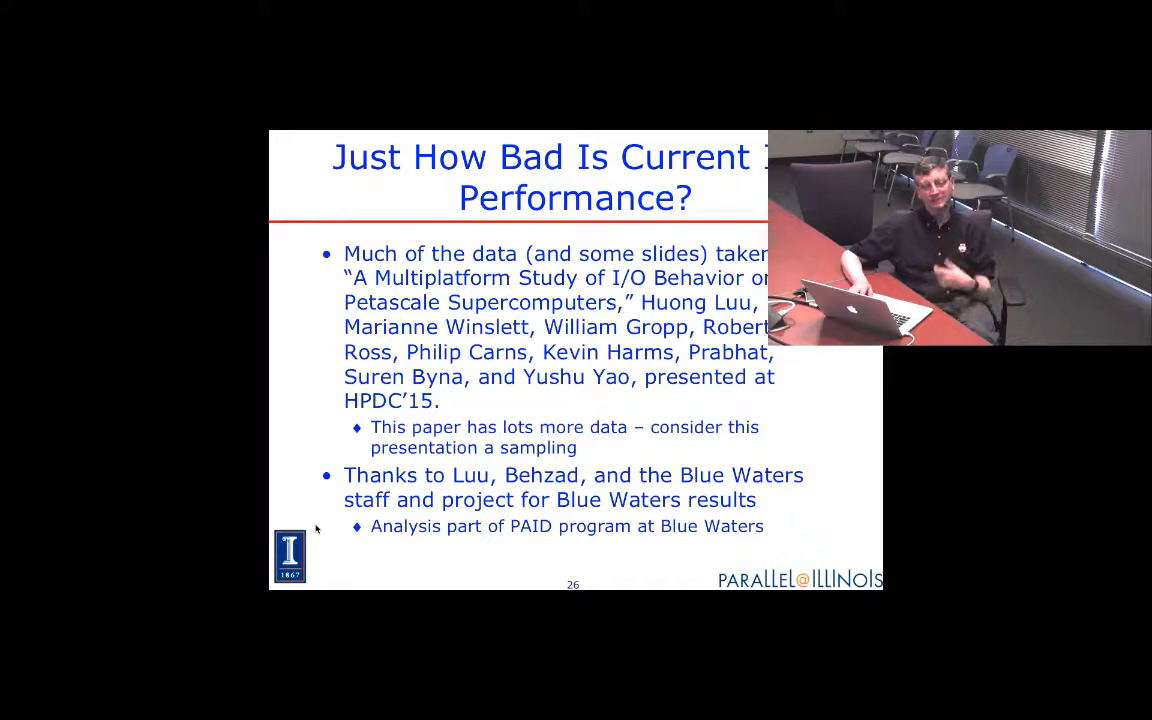 Just How Bad Is Current
Performance?
• Much of the data (and some slides) taken
“A Multiplatform Study of I/O Behavior on
Petascale Supercomputers,” Huong Luu,
Marianne Winslett, William Gropp, Robert
Ross, Philip Carns, Kevin Harms, Prabhat,
Suren Byna, and Yushu Yao, presented at
HPDC’15.
♦ This paper has lots more data – consider this
presentation a sampling
• Thanks to Luu, Behzad, and the Blue Waters
staff and project for Blue Waters results
♦ Analysis part of PAID program at Blue Waters
I
1867
26
PARALLEL@ILLINOIS